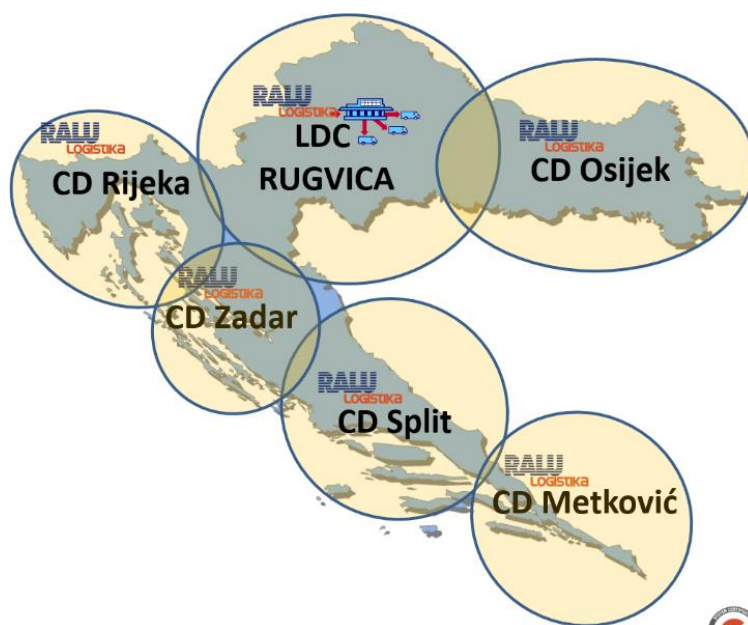 RALU
LOGISTIKA
LDC
RUGVICA
RALU
LOGISTIKA
CD Rijeka
RALU
LOGISTIKA
CD Osijek
RALU
LOGISTIKA
CD Zadar
RALU
LOGISTIKA
CD Split
RALU
LOGISTIKA
CD Metković